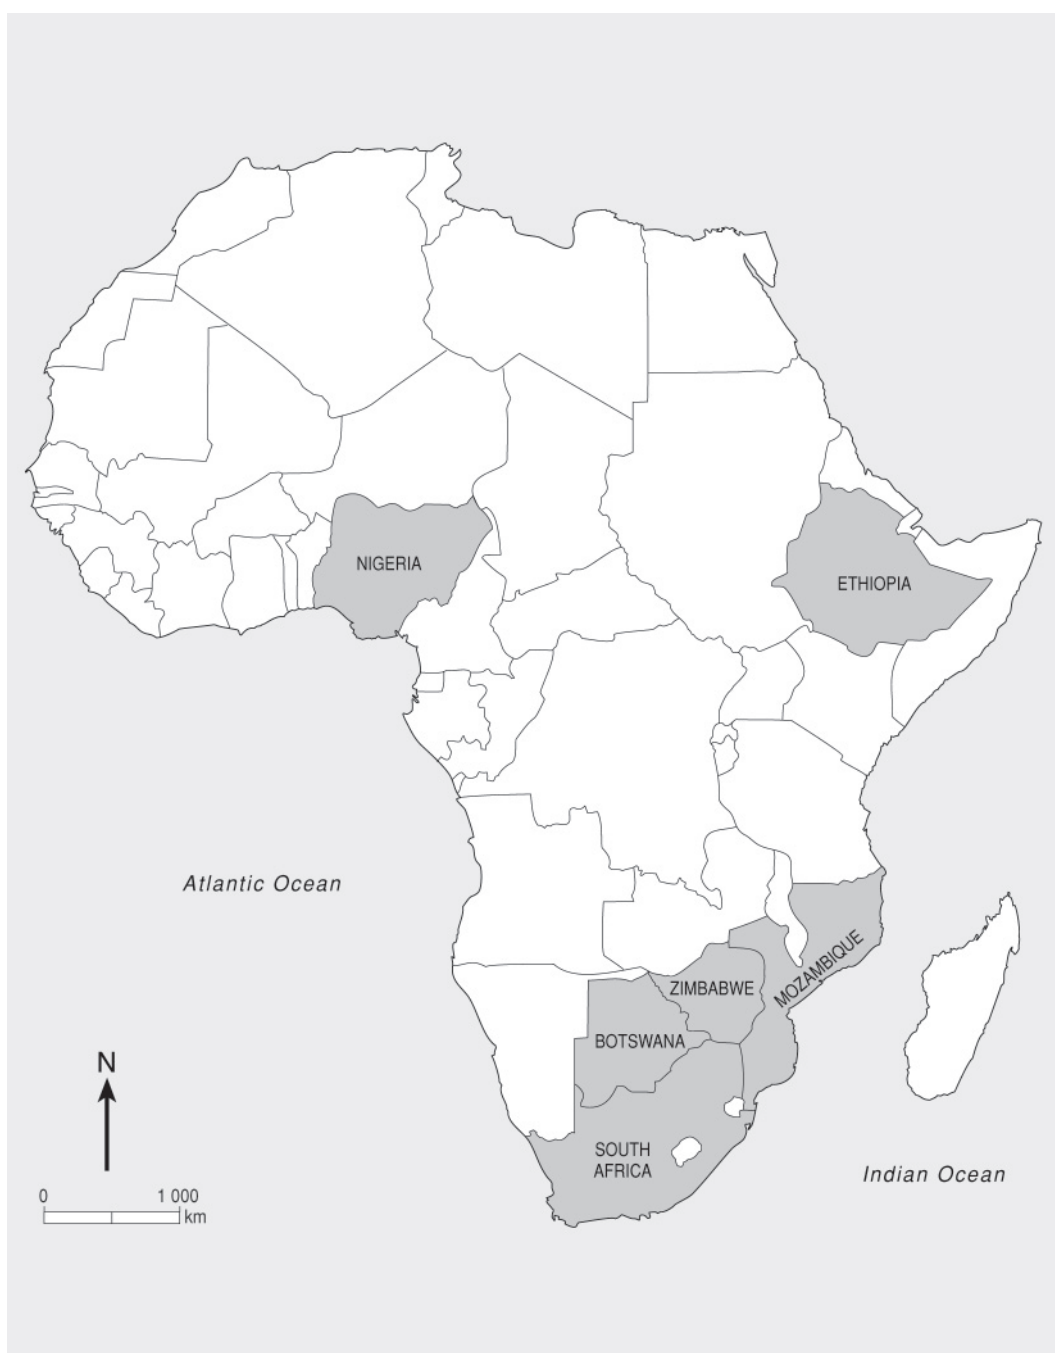 NIGERIA
ETHIOPIA
Atlantic Ocean
MOZAMBIQUE
ZIMBABWE
BOTSWANA
N
SOUTH
AFRICA
Indian Ocean
0 1 000
km